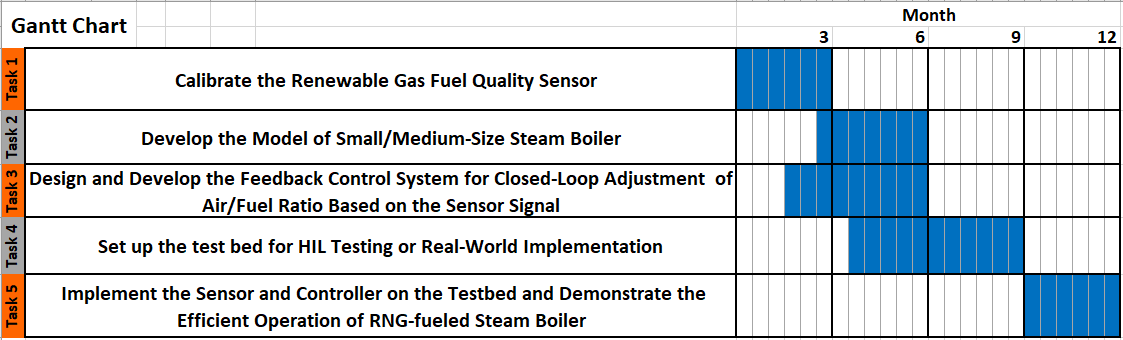 Gantt Chart
Month
3 6 9 12
Task 1
Calibrate the Renewable Gas Fuel Quality Sensor
Task 2
Develop the Model of Small/Medium-Size Steam Boiler
Task 3
Design and Develop the Feedback Control System for Closed-Loop Adjustment of
Air/Fuel Ratio Based on the Sensor Signal
Task 4
Set up the test bed for HIL Testing or Real-World Implementation
Task 5
Implement the Sensor and Controller on the Testbed and Demonstrate the
Efficient Operation of RNG-fueled Steam Boiler